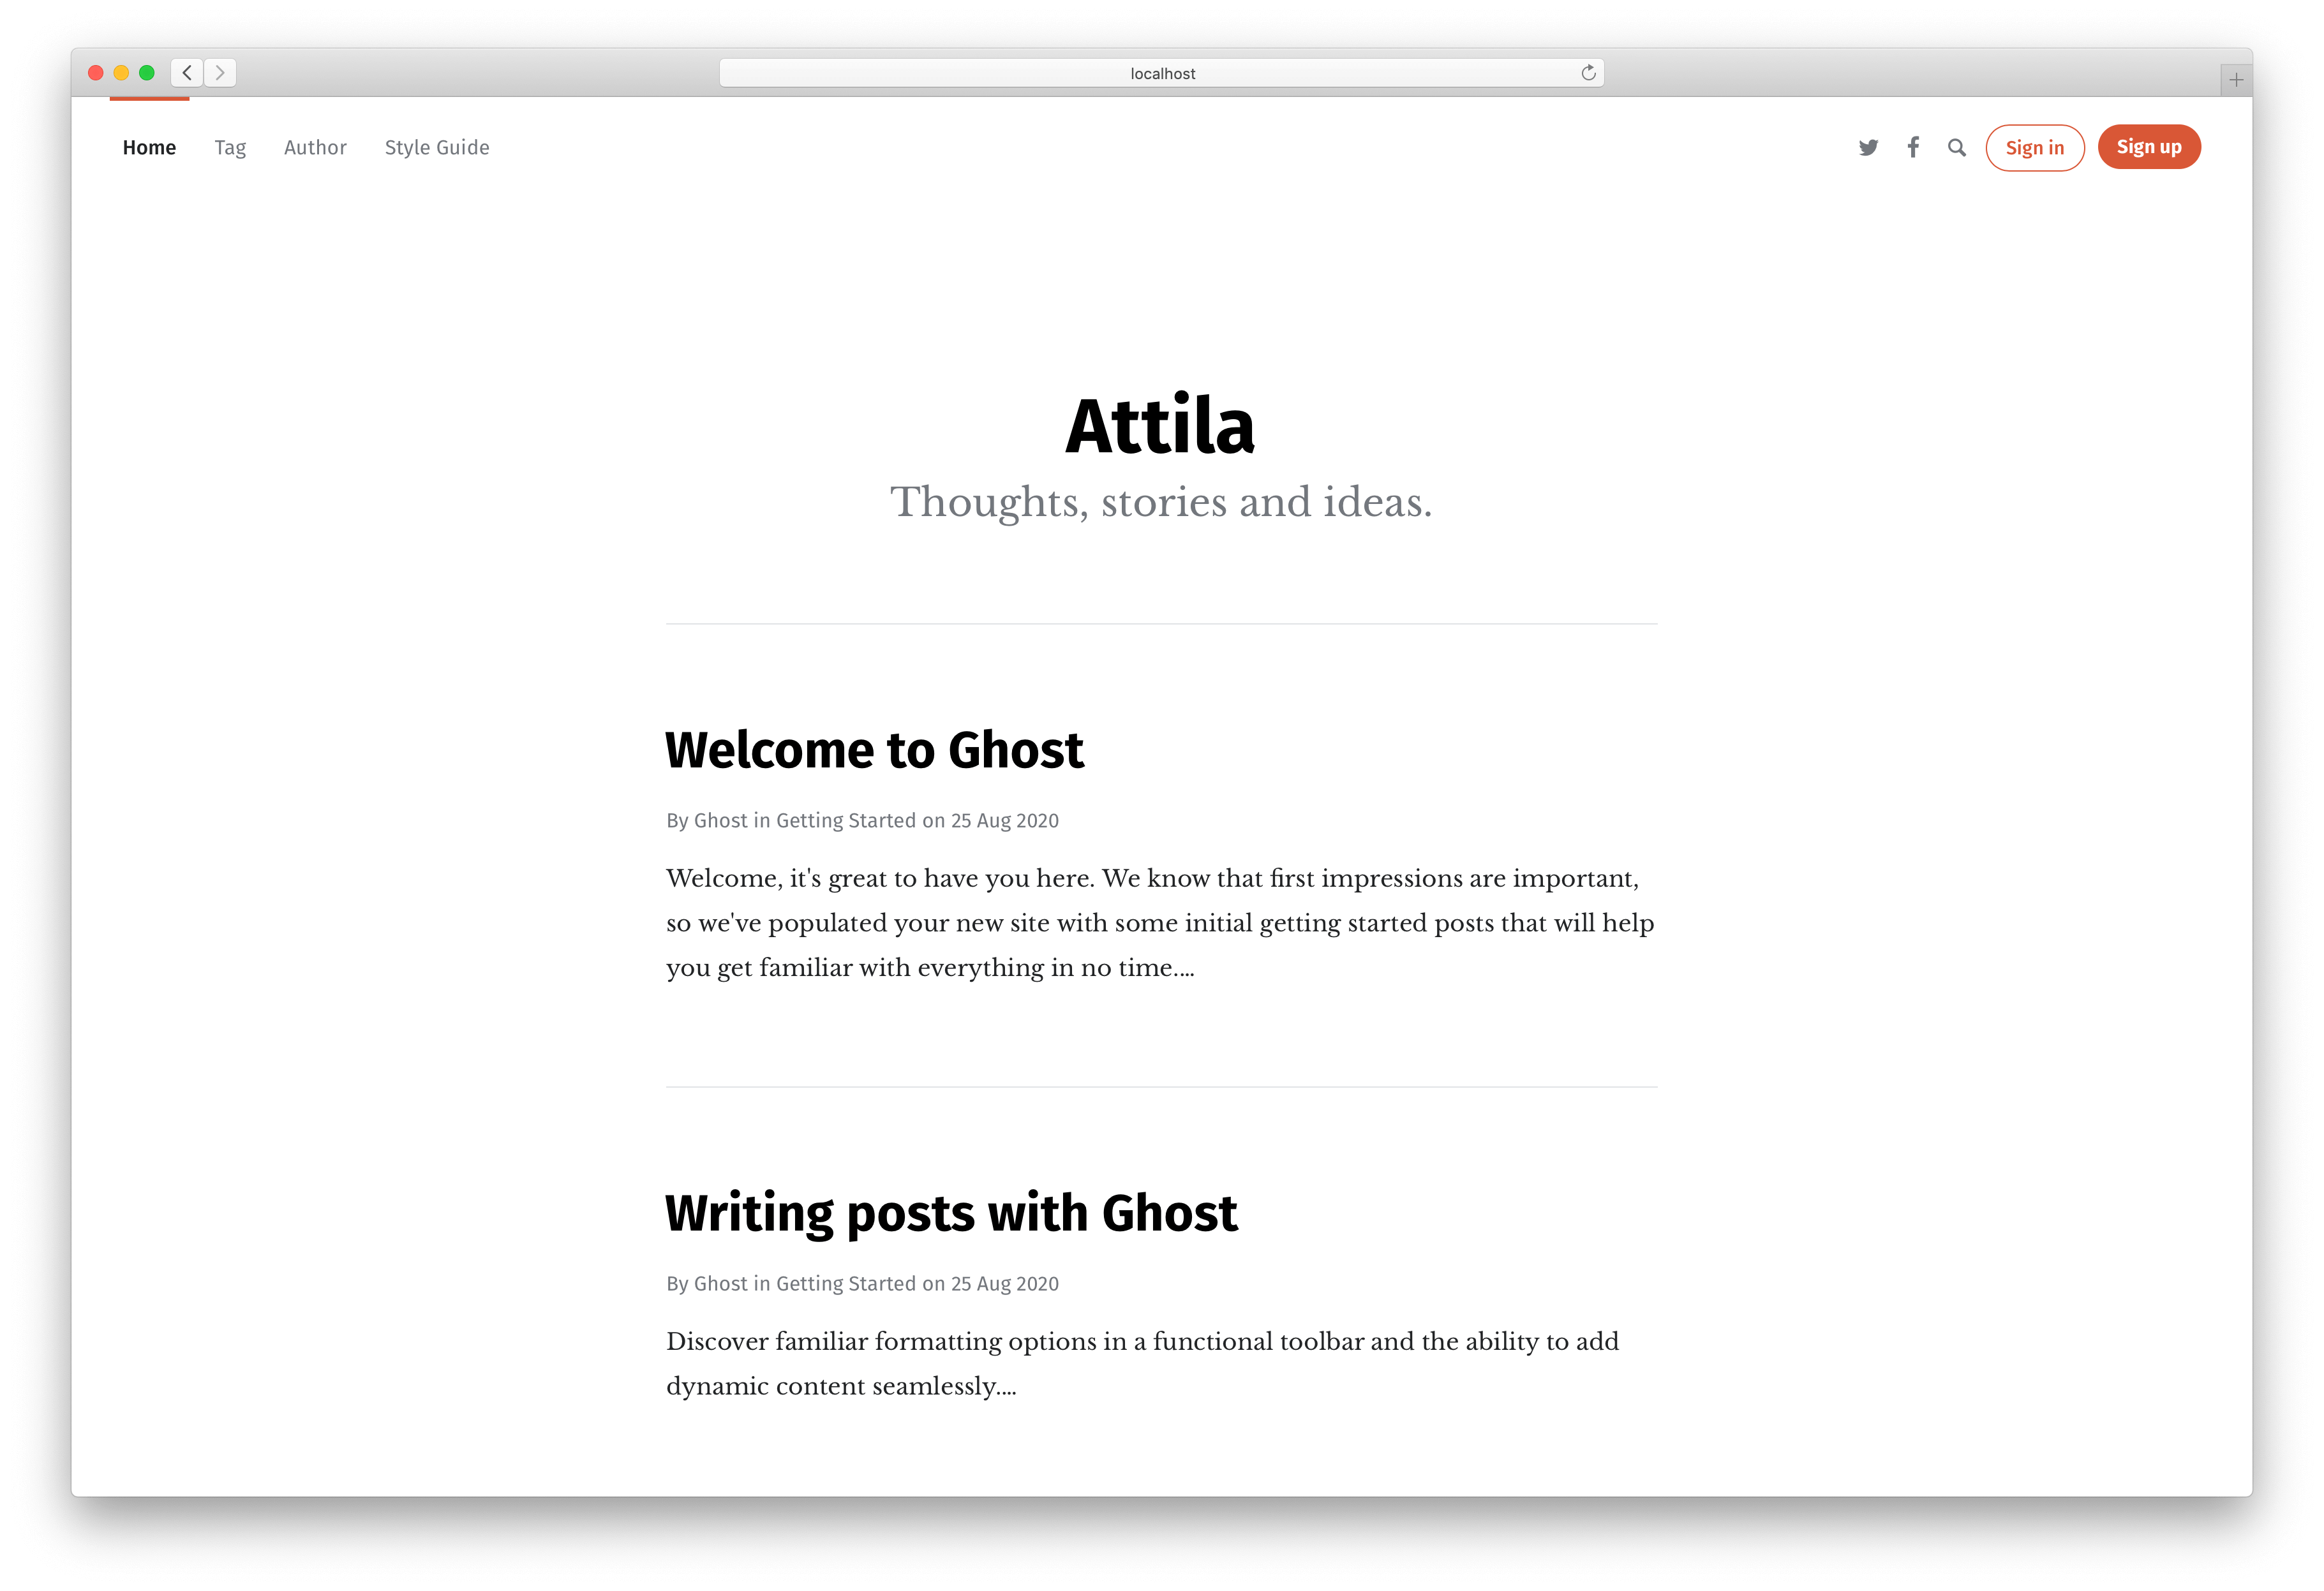 localhost
Home Tag Author Style Guide Sign in Sign up
Attila
Thoughts, stories and ideas.
Welcome to Ghost
By Ghost in Getting Started on 25 Aug 2020
Welcome, it's great to have you here. We know that first impressions are important,
so we've populated your new site with some initial getting started posts that will help
you get familiar with everything in no time.…
Writing posts with Ghost
By Ghost in Getting Started on 25 Aug 2020
Discover familiar formatting options in a functional toolbar and the ability to add
dynamic content seamlessly.…